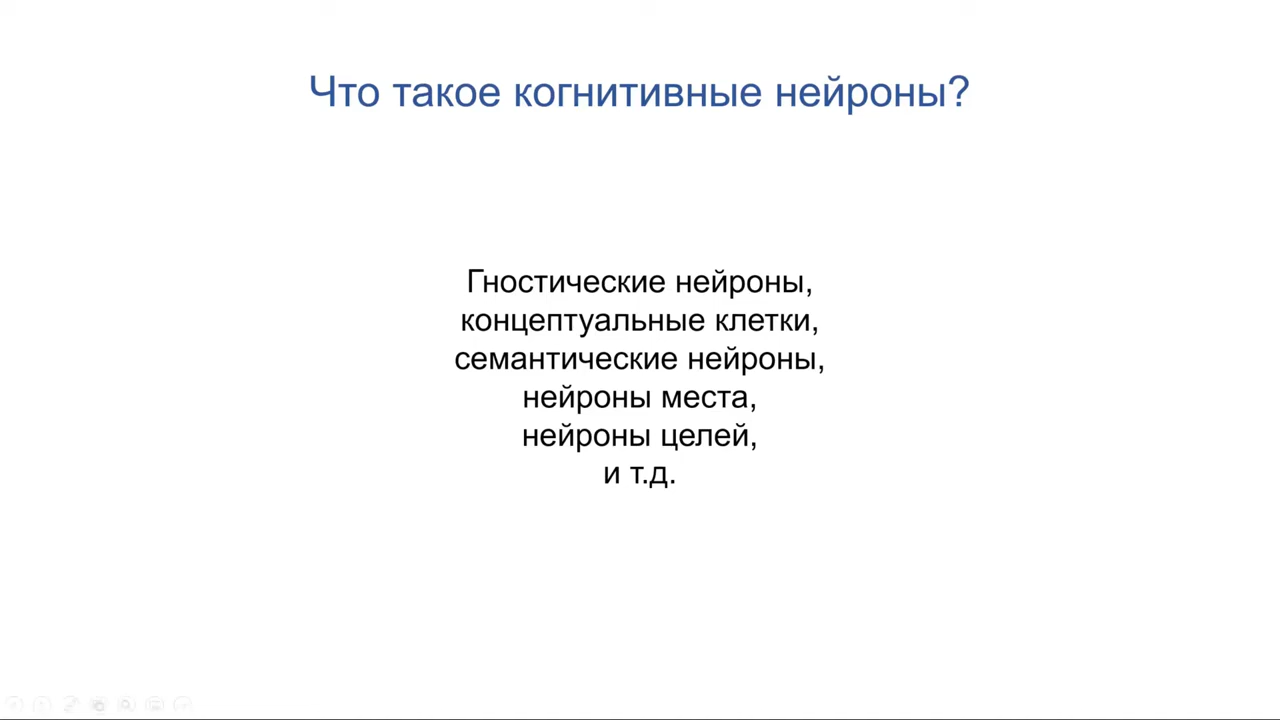 Что такое когнитивные нейроны?
Гностические нейроны,
концептуальные клетки,
семантические нейроны,
нейроны места,
нейроны целей,
и т.д.